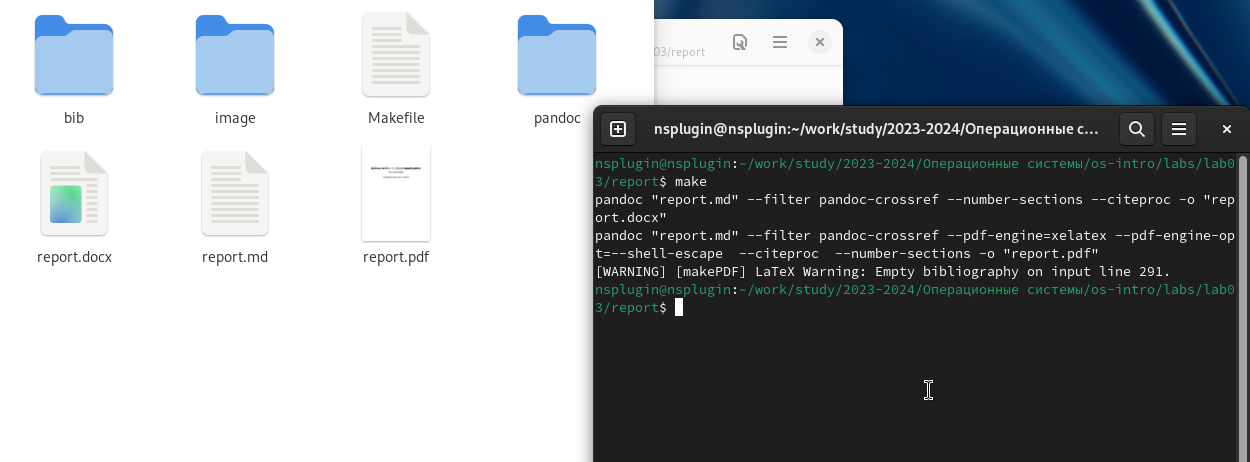 bib
image
Makefile
pandoc
report.docx
report.md
report.pdf
03/report
nsplugin@nsplugin:~/work/study/2023-2024/Операционные с...
nsplugin@nsplugin:~/work/study/2023-2024/Операционные системы/os-intro/labs/lab0
3/report$ make
pandoc "report.md" --filter pandoc-crossref --number-sections --citeproc -o "rep
ort.docx"
pandoc "report.md" --filter pandoc-crossref --pdf-engine=xelatex --pdf-engine-op
t=--shell-escape  --citeproc  --number-sections -o "report.pdf"
[WARNING] [makePDF] LaTeX Warning: Empty bibliography on input line 291.
nsplugin@nsplugin:~/work/study/2023-2024/Операционные системы/os-intro/labs/lab0
3/report$